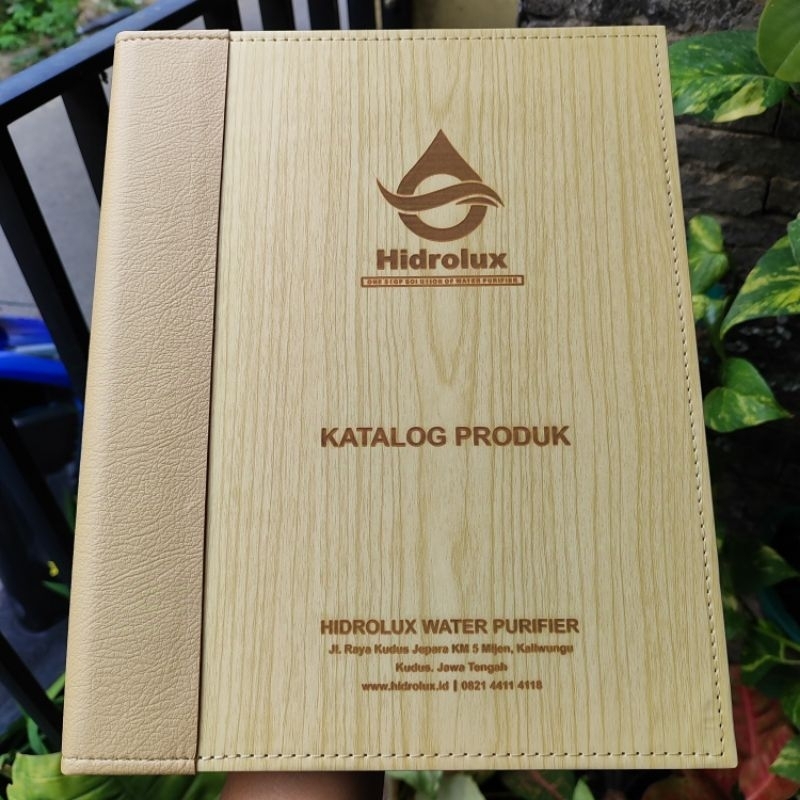 Hidrolux
ONE STOP SOLUTION OF WATER PURIFIER
KATALOG PRODUK
HIDROLUX WATER PURIFIER
Jl. Raya Kudus Jepara KM 5 Mijen, Kaliwungu
Kudus. Jawa Tengah
www.hidrolux.id | 0821 4411 4118